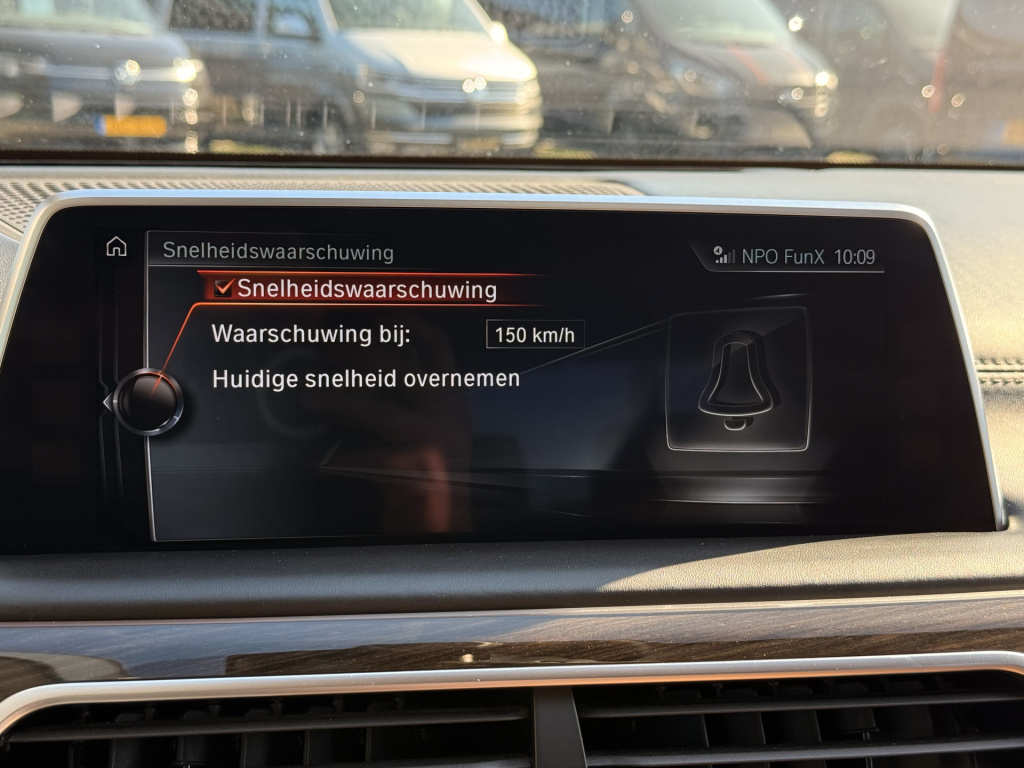 Snelheidswaarschuwing
NPO FunX 10:09
Snelheidswaarschuwing
Waarschuwing bij: 150 km/h
Huidige snelheid overnemen